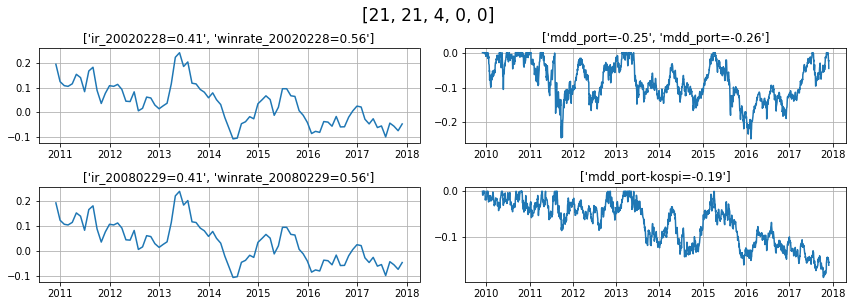 [21, 21, 4, 0, 0]
['ir_20020228=0.41', 'winrate_20020228=0.56']
0.2
0.1
0.0
−0.1
2011 2012 2013 2014 2015 2016 2017 2018
['mdd_port=-0.25', 'mdd_port=-0.26']
0.0
−0.1
−0.2
2010 2011 2012 2013 2014 2015 2016 2017 2018
['ir_20080229=0.41', 'winrate_20080229=0.56']
0.2
0.1
0.0
−0.1
2011 2012 2013 2014 2015 2016 2017 2018
['mdd_port-kospi=-0.19']
0.0
−0.1
2010 2011 2012 2013 2014 2015 2016 2017 2018